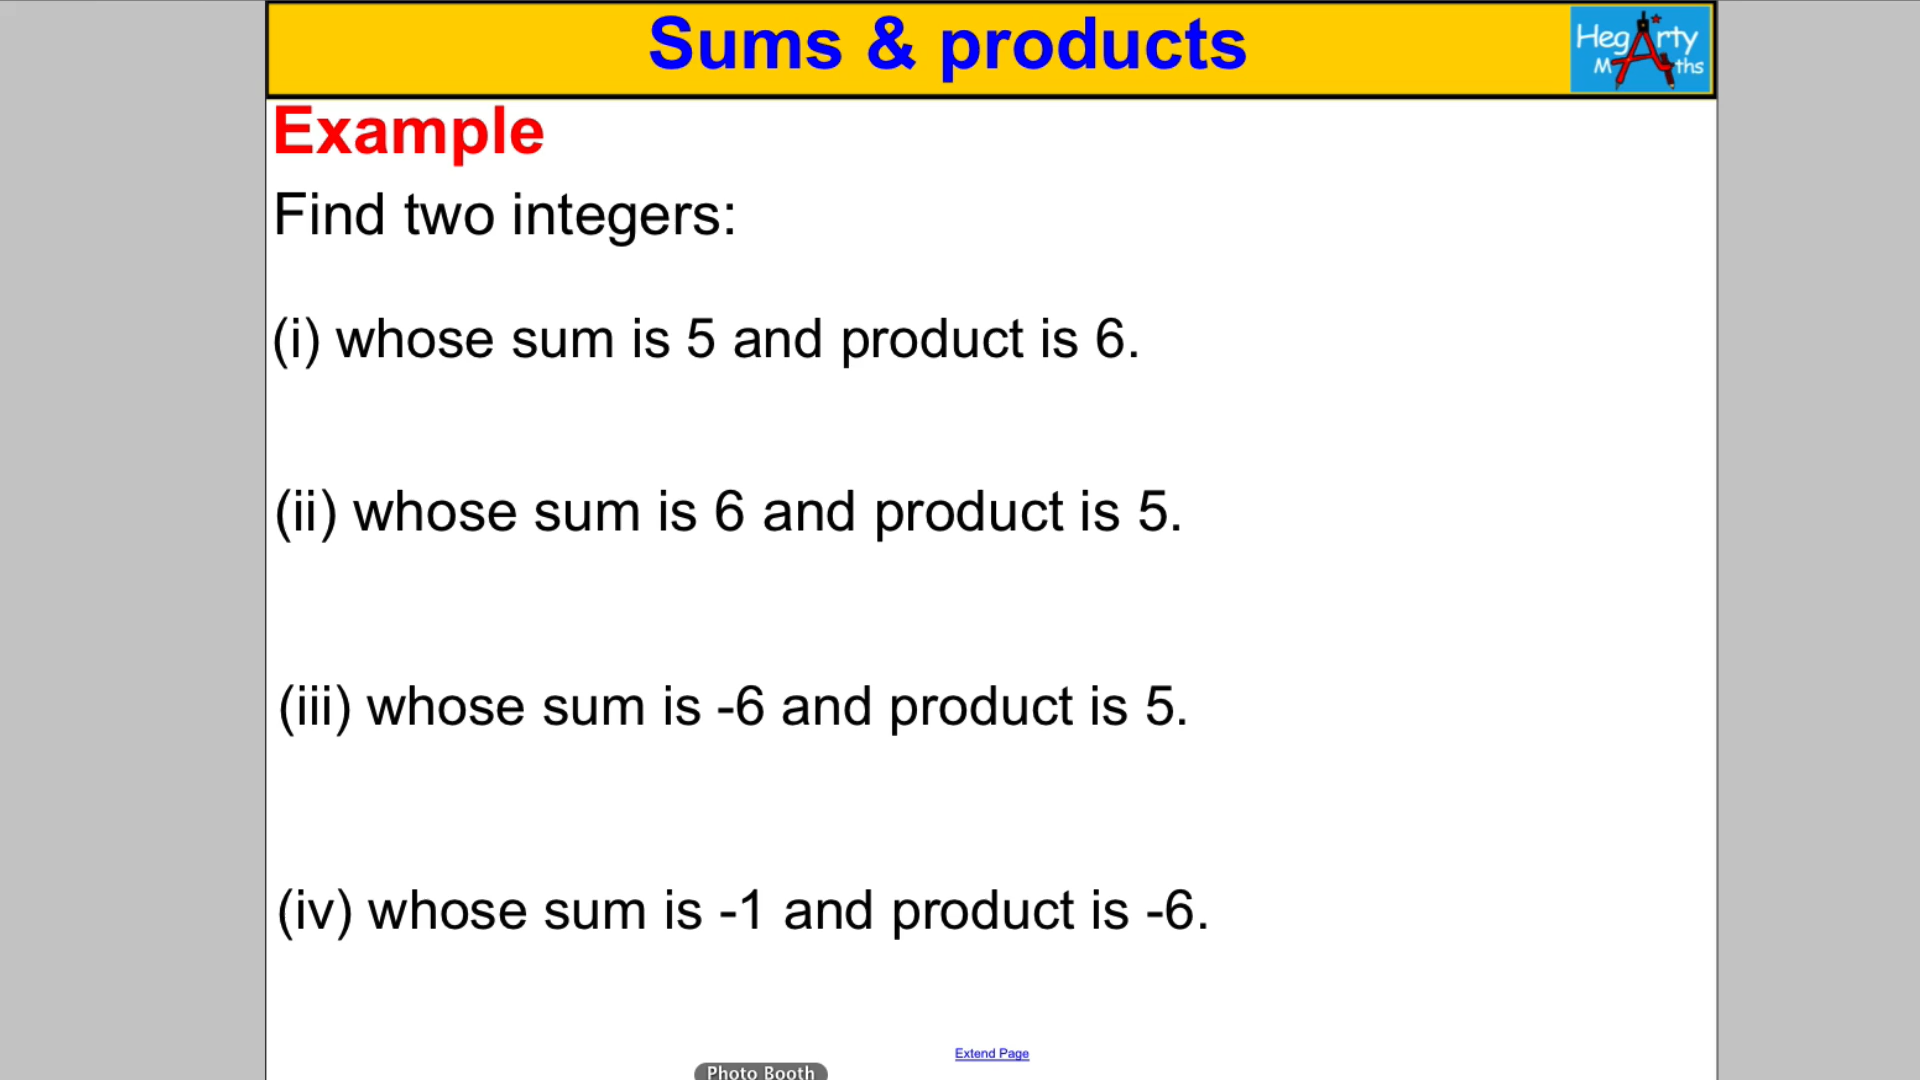 Sums & products
HegArty
MAths
Example
Find two integers:
(i) whose sum is 5 and product is 6.
(ii) whose sum is 6 and product is 5.
(iii) whose sum is -6 and product is 5.
(iv) whose sum is -1 and product is -6.
Extend Page
Photo Booth